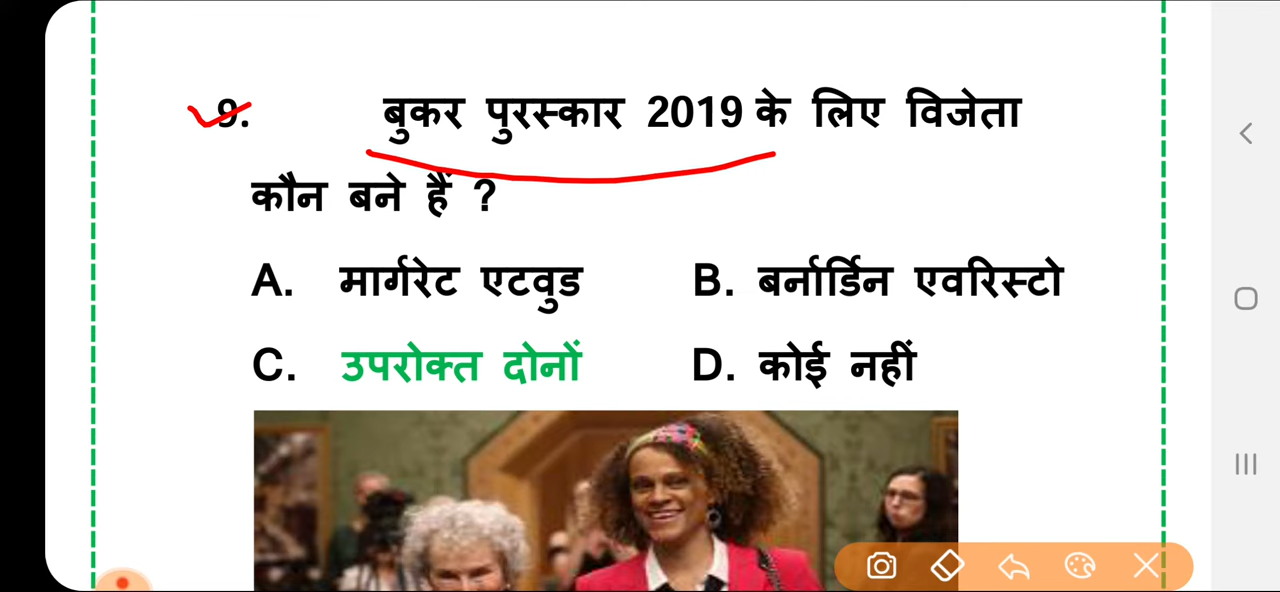 9. बुकर पुरस्कार 2019 के लिए विजेता
कौन बने हैं ?
A. मार्गरेट एटवुड B. बर्नार्डिन एवरिस्टो
C. उपरोक्त दोनों D. कोई नहीं